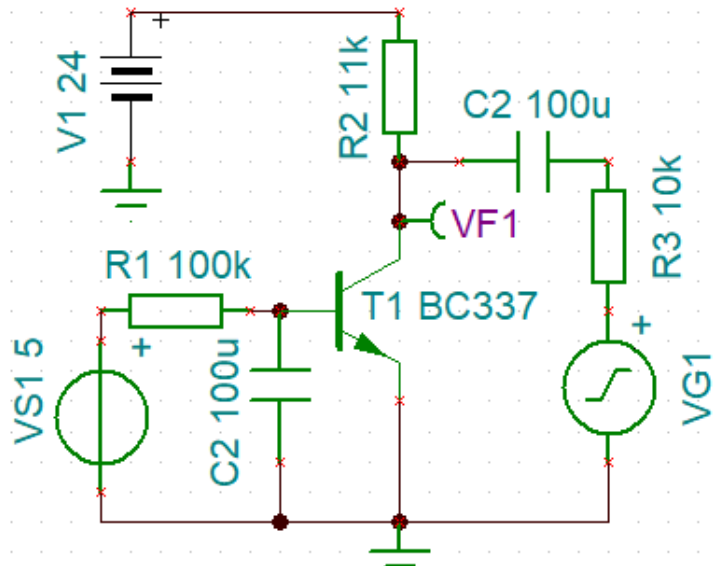 +
V1 24
R2 11k
C2 100u
VF1
R3 10k
R1 100k
T1 BC337
+
+
VS1 5
C2 100u
VG1